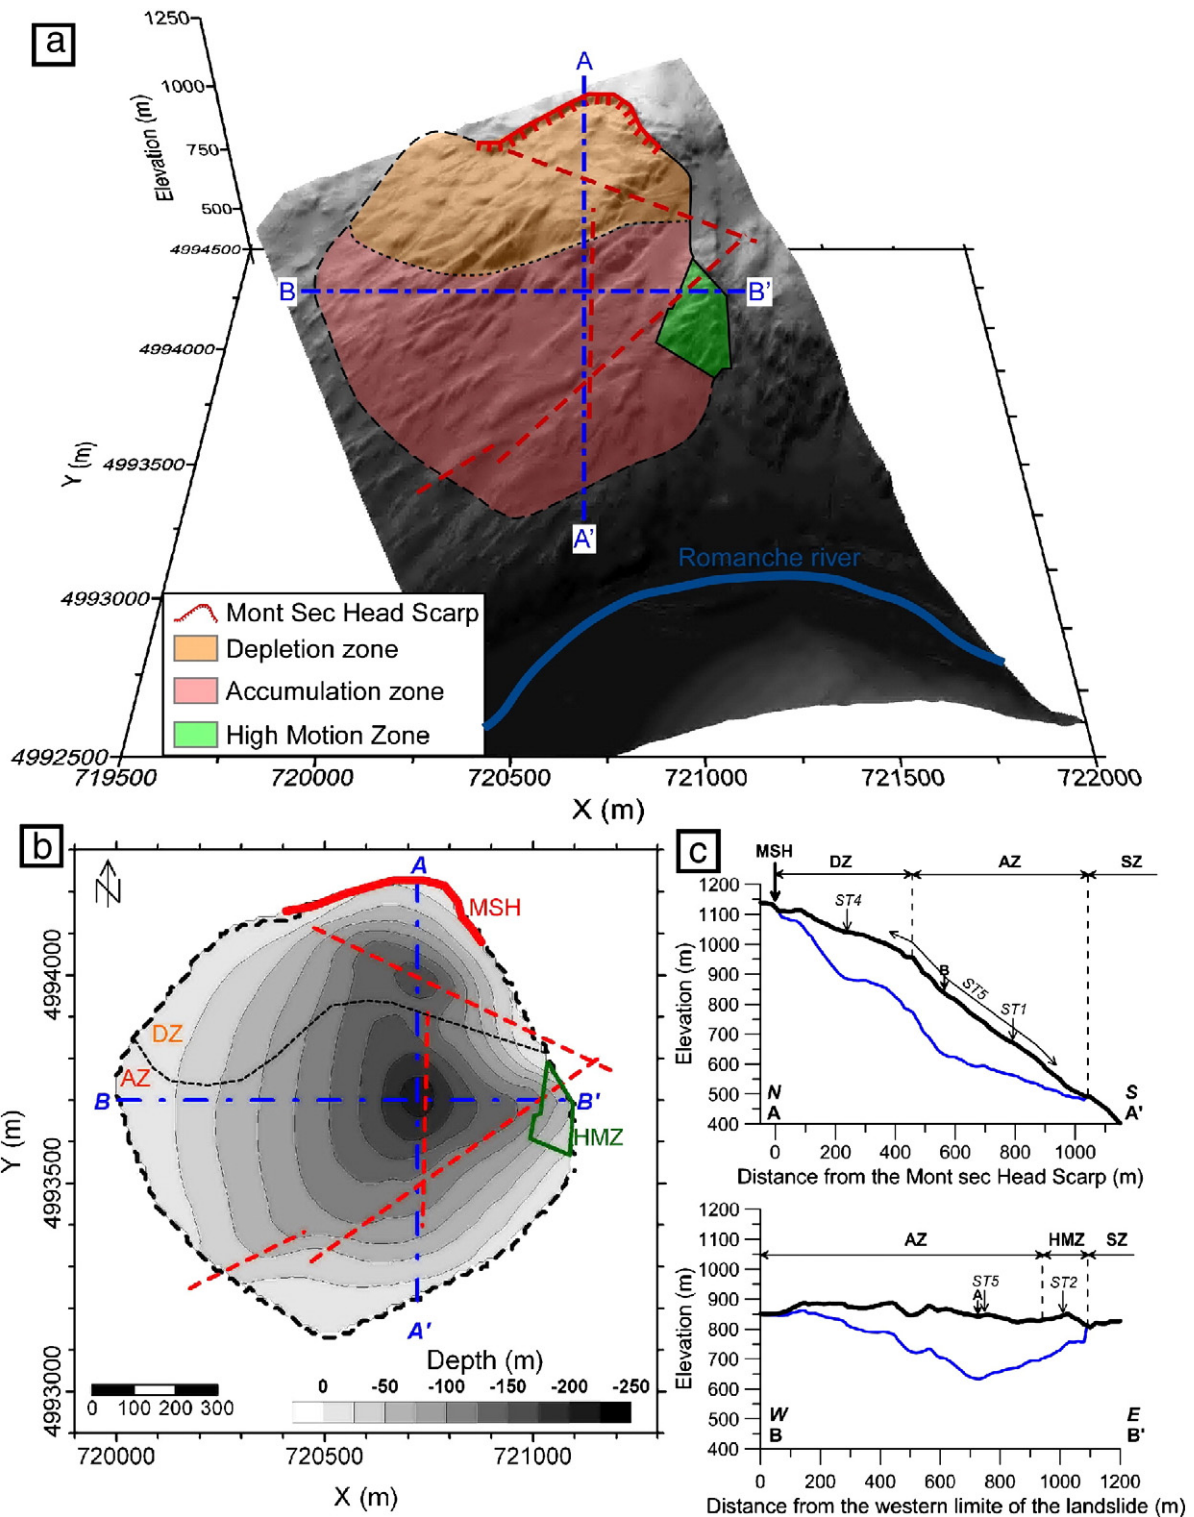 a
1250
1000
750
500
Elevation (m)
4994500
4994000
4993500
4993000
4992500
Y (m)
A
B
B'
A'
Romanche river
Mont Sec Head Scarp
Depletion zone
Accumulation zone
High Motion Zone
719500 720000 720500 721000 721500 722000
X (m)
b
N
A
MSH
DZ
AZ
B
B'
HMZ
A'
4994000
4993500
4993000
Y (m)
Depth (m)
0 -50 -100 -150 -200 -250
0 100 200 300
720000 720500 721000
X (m)
c
MSH DZ AZ SZ
1200
1100
1000
900
800
700
600
500
400
Elevation (m)
ST4
B
ST5
ST1
N S
A A'
0 200 400 600 800 1000
Distance from the Mont sec Head Scarp (m)
AZ HMZ SZ
1200
1100
1000
900
800
700
600
500
400
Elevation (m)
ST5 ST2
A
W E
B B'
0 200 400 600 800 1000 1200
Distance from the western limite of the landslide (m)